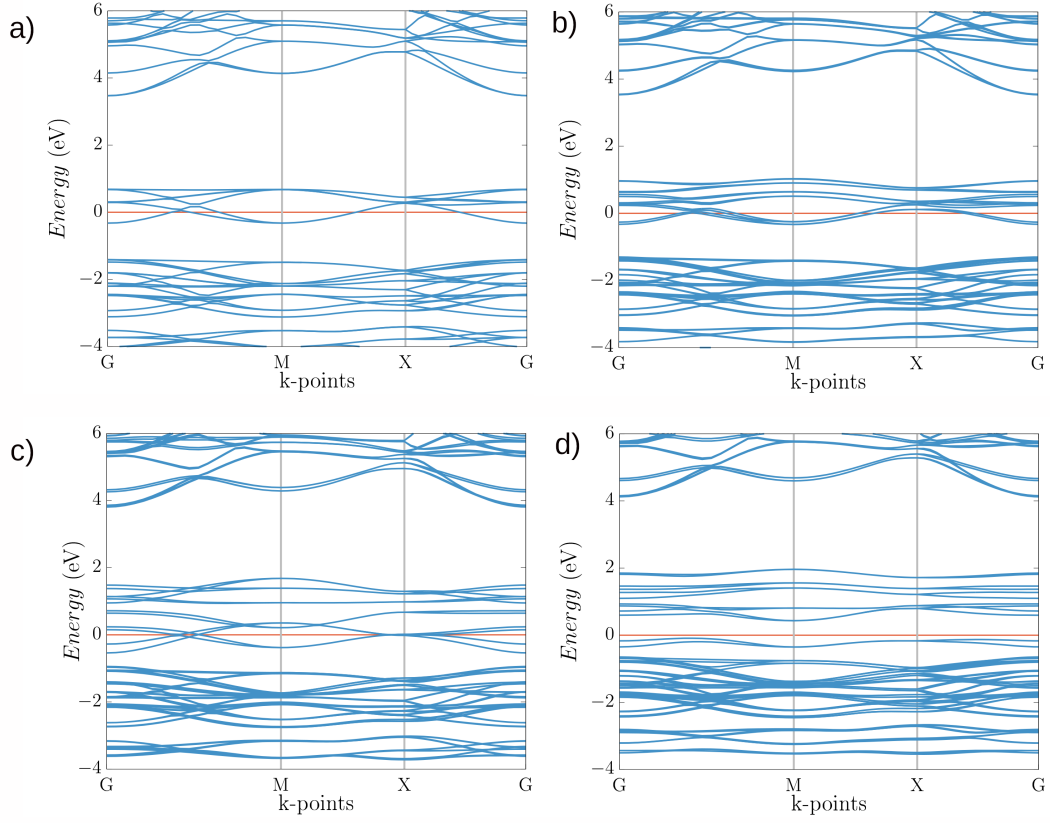 a)
6
4
2
0
−2
−4
Energy (eV)
G M X G
k-points
b)
6
4
2
0
−2
−4
Energy (eV)
G M X G
k-points
c)
6
4
2
0
−2
−4
Energy (eV)
G M X G
k-points
d)
6
4
2
0
−2
−4
Energy (eV)
G M X G
k-points